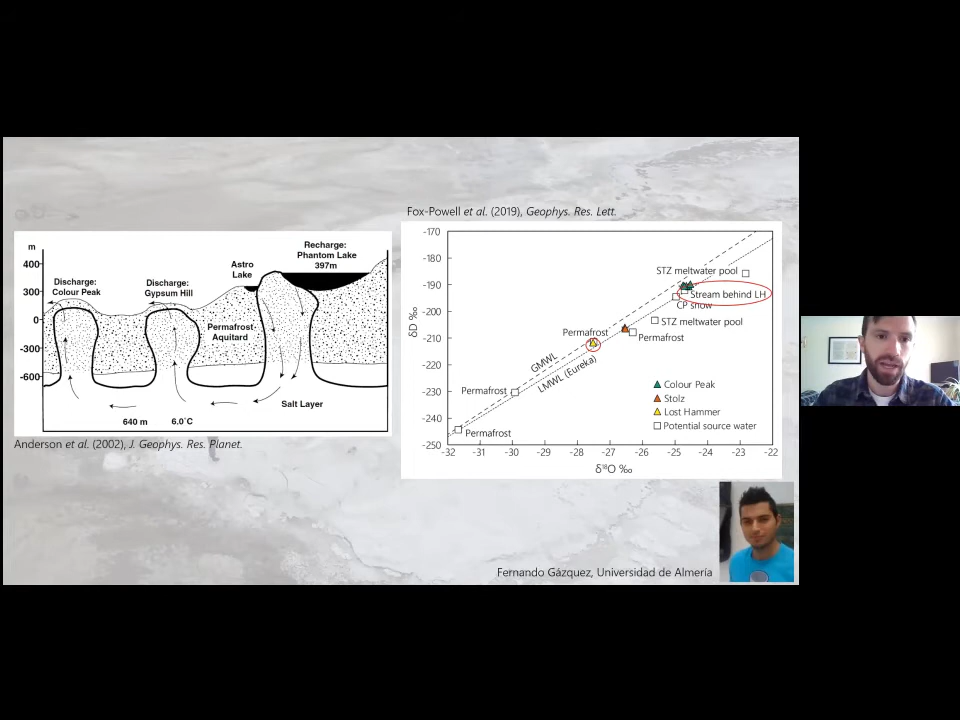 Fox-Powell et al. (2019), Geophys. Res. Lett.
m
400
300
0
-300
-600
Discharge:
Colour Peak
Discharge:
Gypsum Hill
Astro
Lake
Recharge:
Phantom Lake
397m
Permafrost
Aquitard
Salt Layer
640 m
6.0°C
Anderson et al. (2002), J. Geophys. Res. Planet.
-170
-180
-190
-200
-210
-220
-230
-240
-250
δD ‰
STZ meltwater pool
Stream behind LH
CP snow
STZ meltwater pool
Permafrost
Permafrost
GMWL
LMWL (Eureka)
Permafrost
Permafrost
Colour Peak
Stolz
Lost Hammer
Potential source water
-32 -31 -30 -29 -28 -27 -26 -25 -24 -23 -22
δ¹⁸O ‰
Fernando Gázquez, Universidad de Almería